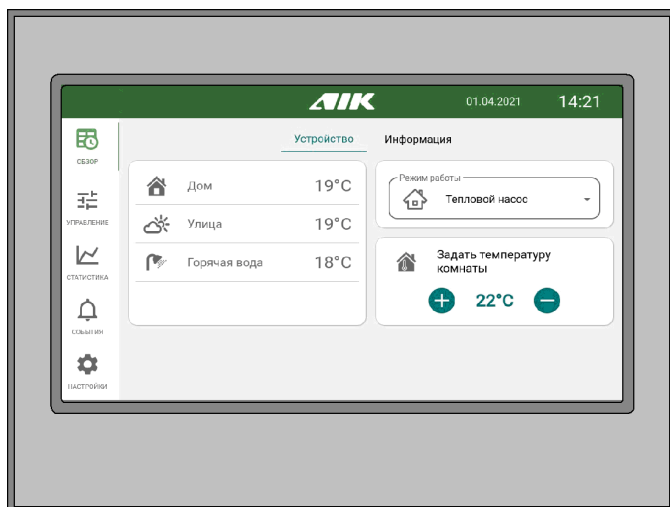 AIK
01.04.2021
14:21
ОБЗОР
УПРАВЛЕНИЕ
СТАТИСТИКА
СОБЫТИЯ
НАСТРОЙКИ
Устройство
Информация
Дом 19°C
Улица 19°C
Горячая вода 18°C
Режим работы
Тепловой насос
Задать температуру
комнаты
22°C